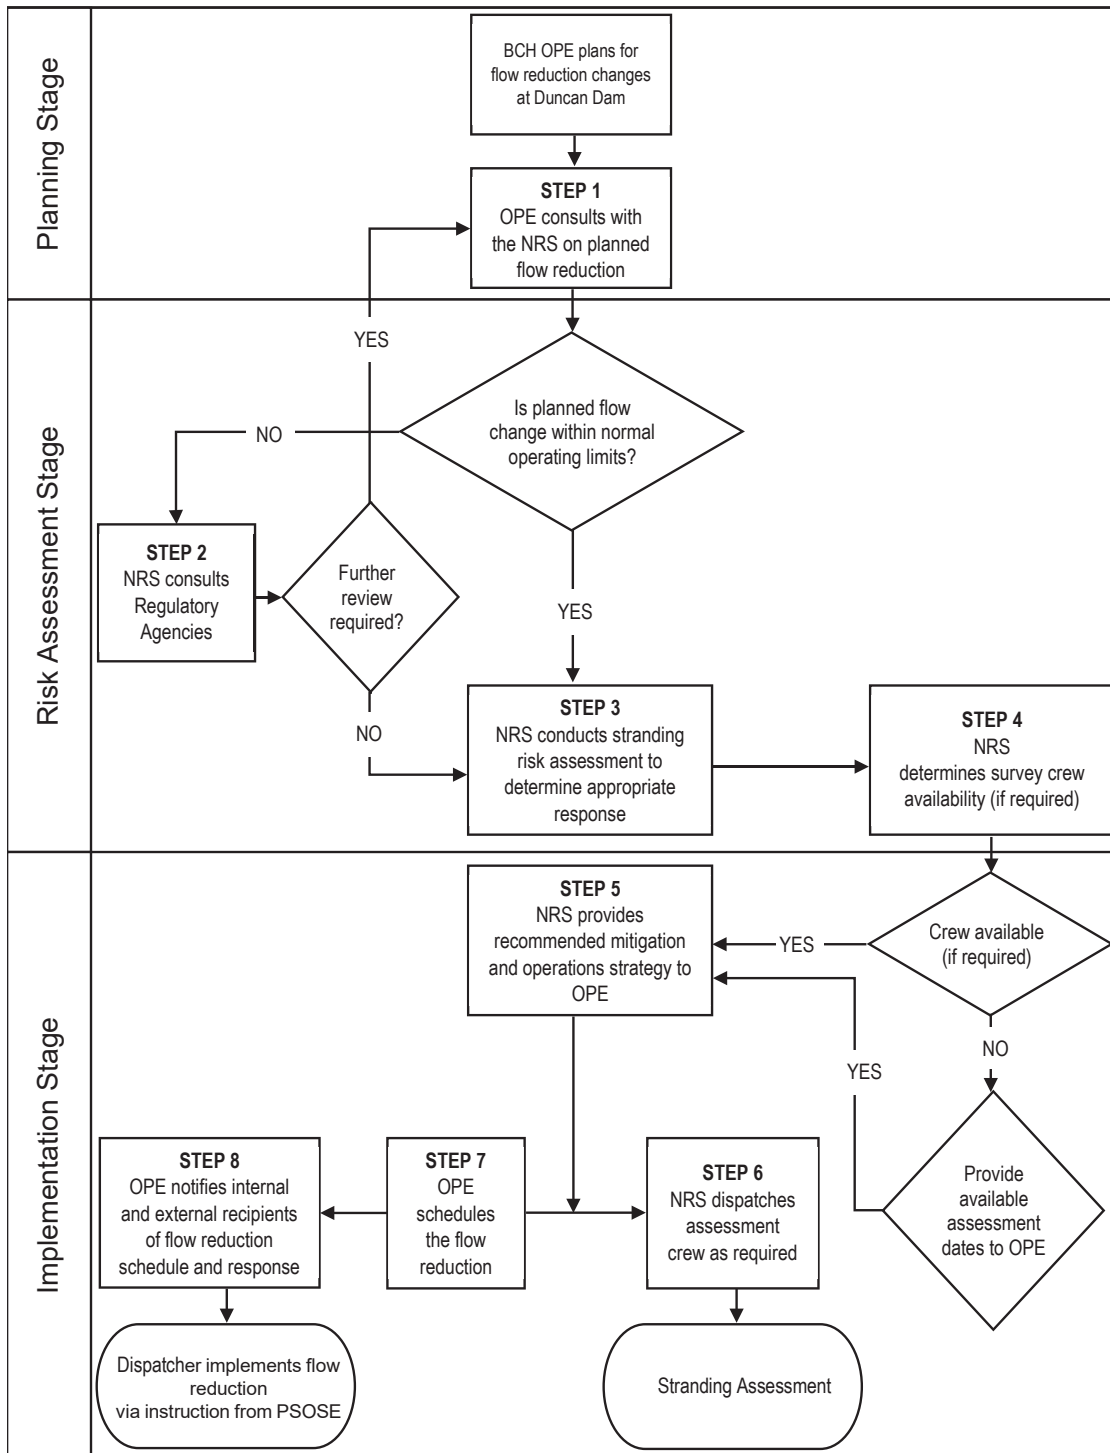 Planning Stage
BCH OPE plans for
flow reduction changes
at Duncan Dam
STEP 1
OPE consults with
the NRS on planned
flow reduction
Risk Assessment Stage
YES
Is planned flow
change within normal
operating limits?
NO
STEP 2
NRS consults
Regulatory
Agencies
Further
review
required?
YES
NO
STEP 3
NRS conducts stranding
risk assessment to
determine appropriate
response
STEP 4
NRS
determines survey crew
availability (if required)
Implementation Stage
STEP 5
NRS provides
recommended mitigation
and operations strategy to
OPE
YES
Crew available
(if required)
NO
YES
Provide
available
assessment
dates to OPE
STEP 8
OPE notifies internal
and external recipients
of flow reduction
schedule and response
STEP 7
OPE
schedules
the flow
reduction
STEP 6
NRS dispatches
assessment
crew as required
Dispatcher implements flow
reduction
via instruction from PSOSE
Stranding Assessment